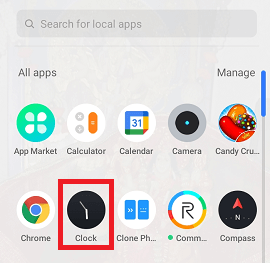 Search for local apps
All apps
Manage
App Market Calculator Calendar Camera Candy Cru...
31
R
N
Chrome Clock Clone Ph... Comm... Compass